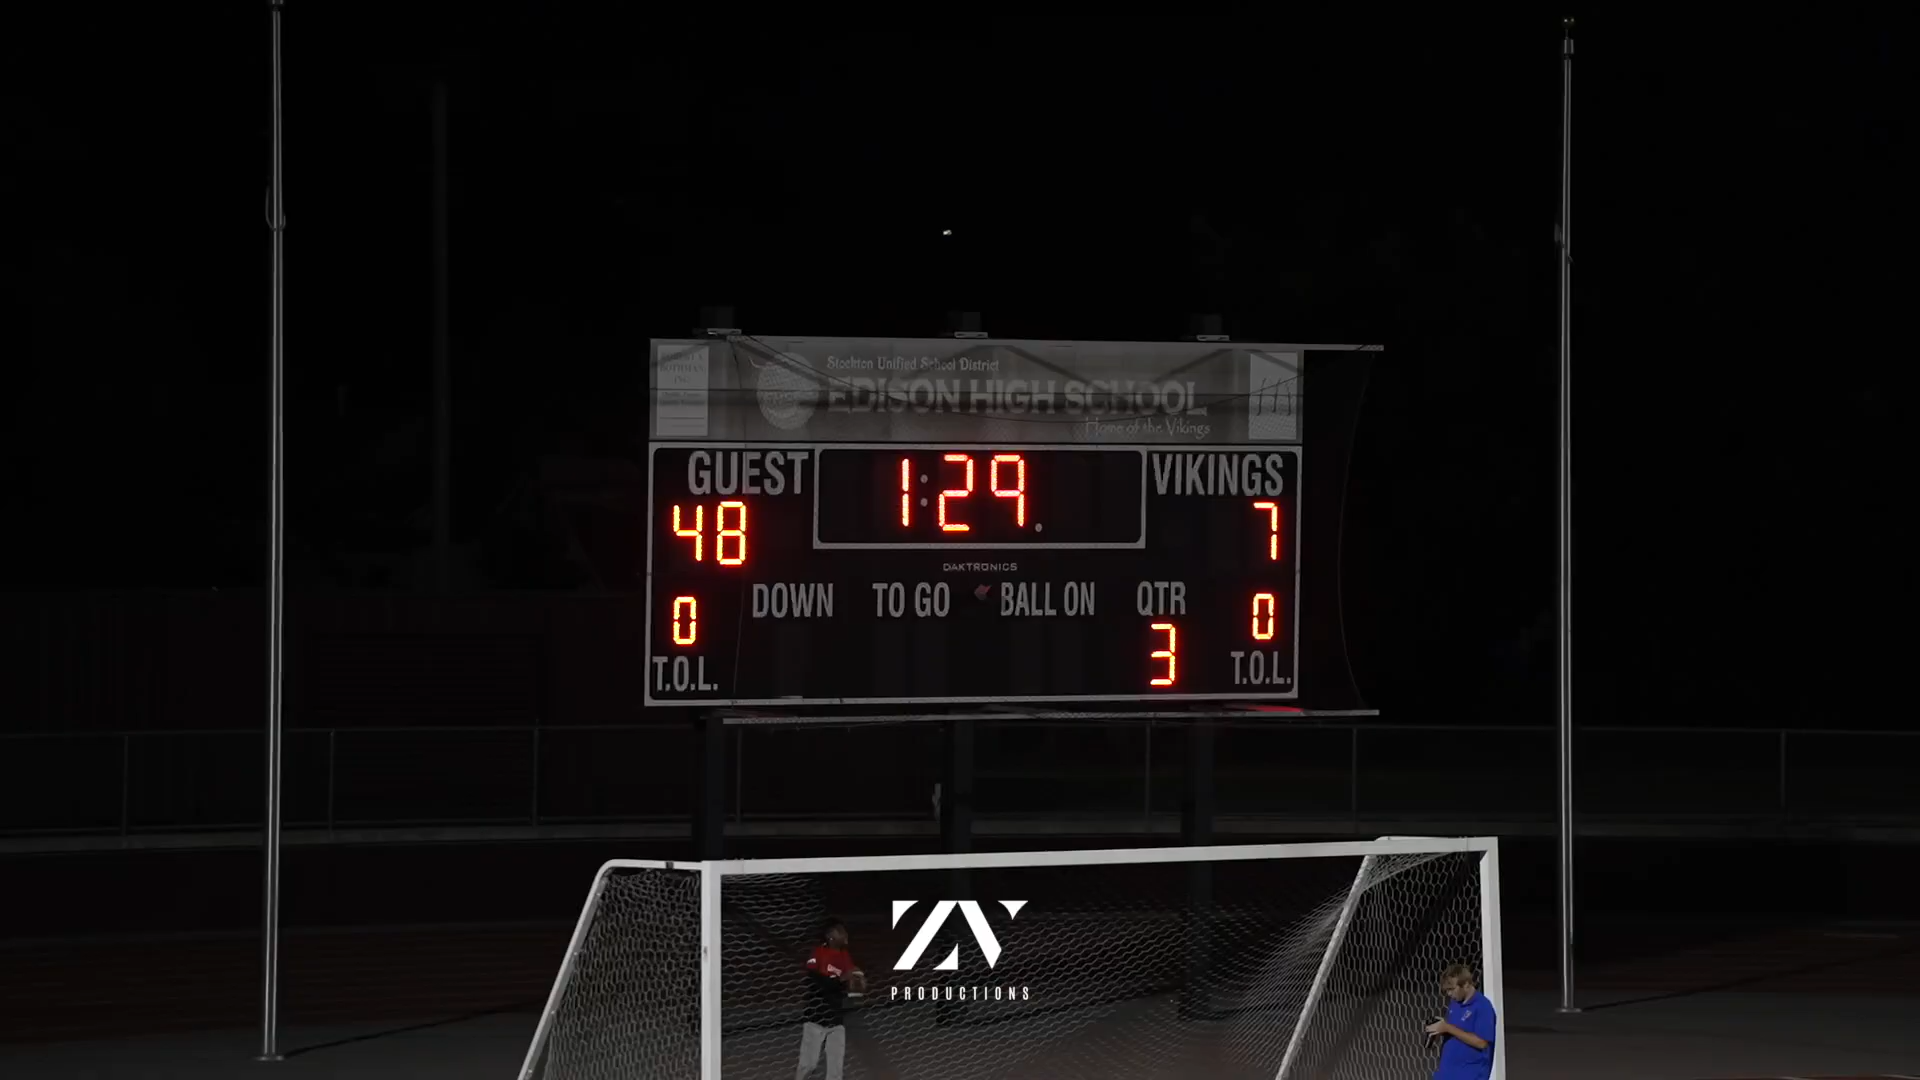 Stockton Unified School District
EDISON HIGH SCHOOL
Home of the Vikings
GUEST 1:29. VIKINGS
48 7
DAKTRONICS
DOWN TO GO BALL ON QTR
0 3 0
T.O.L. T.O.L.
ZN
PRODUCTIONS